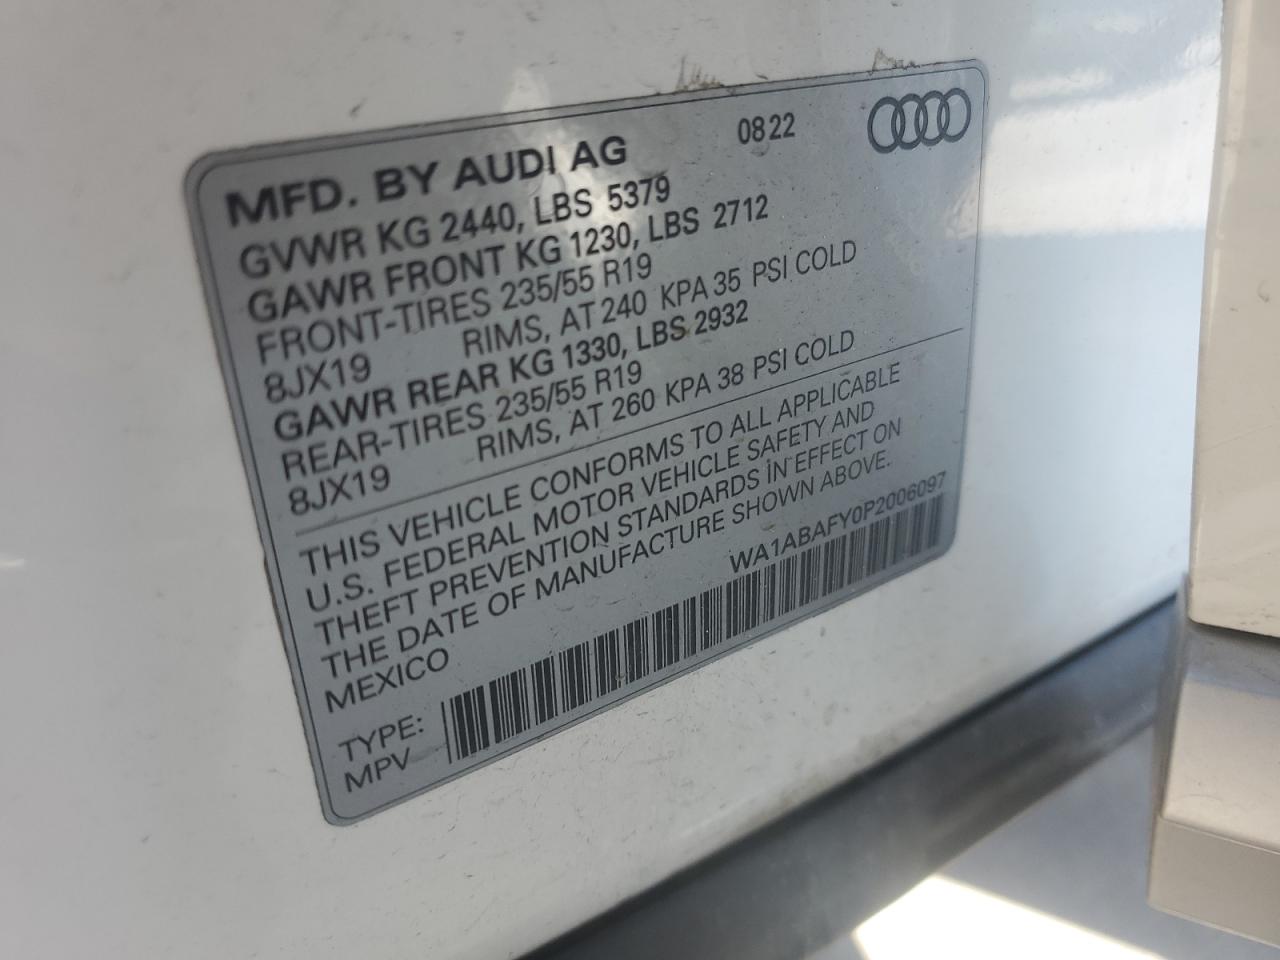 MFD. BY AUDI AG 0822
GVWR KG 2440, LBS 5379
GAWR FRONT KG 1230, LBS 2712
FRONT-TIRES 235/55 R19
8JX19 RIMS, AT 240 KPA 35 PSI COLD
GAWR REAR KG 1330, LBS 2932
REAR-TIRES 235/55 R19
8JX19 RIMS, AT 260 KPA 38 PSI COLD
THIS VEHICLE CONFORMS TO ALL APPLICABLE
U.S. FEDERAL MOTOR VEHICLE SAFETY AND
THEFT PREVENTION STANDARDS IN EFFECT ON
THE DATE OF MANUFACTURE SHOWN ABOVE.
MEXICO WA1ABAFY0P2006097
TYPE:
MPV